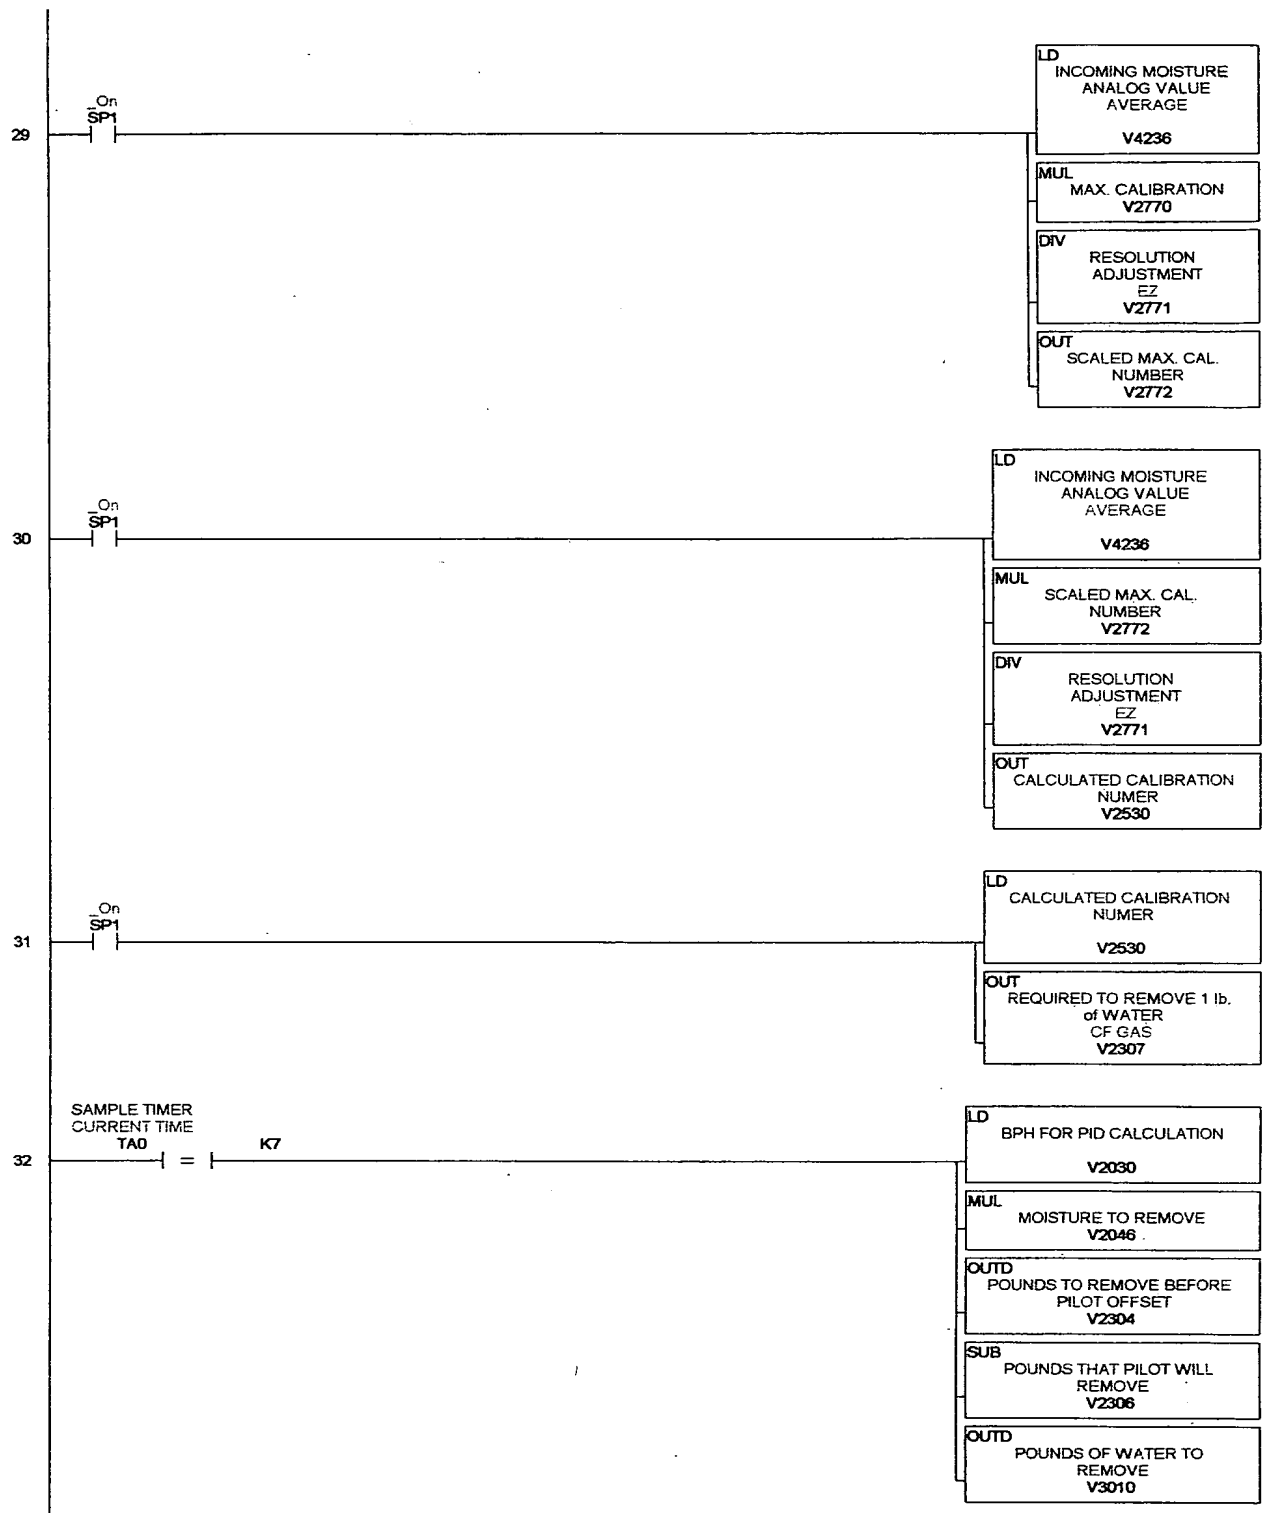 LD
INCOMING MOISTURE
ANALOG VALUE
AVERAGE
V4236
_On
SP1
29
MUL
MAX. CALIBRATION
V2770
DIV
RESOLUTION
ADJUSTMENT
EZ
V2771
OUT
SCALED MAX. CAL.
NUMBER
V2772
LD
INCOMING MOISTURE
ANALOG VALUE
AVERAGE
V4236
_On
SP1
30
MUL
SCALED MAX. CAL.
NUMBER
V2772
DIV
RESOLUTION
ADJUSTMENT
EZ
V2771
OUT
CALCULATED CALIBRATION
NUMER
V2530
LD
CALCULATED CALIBRATION
NUMER
V2530
_On
SP1
31
OUT
REQUIRED TO REMOVE 1 lb.
of WATER
CF GAS
V2307
SAMPLE TIMER
CURRENT TIME
TA0 K7
=
32
LD
BPH FOR PID CALCULATION
V2030
MUL
MOISTURE TO REMOVE
V2046
OUTD
POUNDS TO REMOVE BEFORE
PILOT OFFSET
V2304
SUB
POUNDS THAT PILOT WILL
REMOVE
V2306
OUTD
POUNDS OF WATER TO
REMOVE
V3010